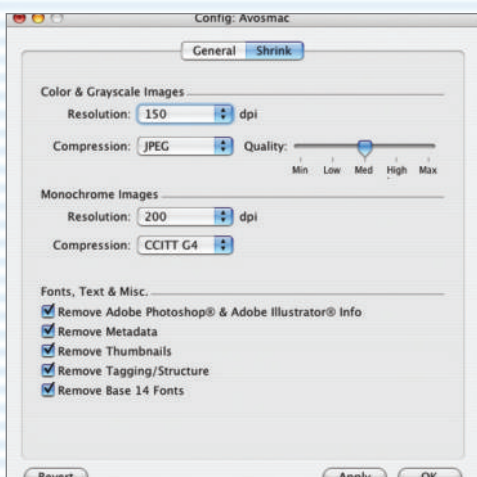 Config: Avosmac
General Shrink
Color & Grayscale Images
Resolution: 150 dpi
Compression: JPEG Quality:
Min Low Med High Max
Monochrome Images
Resolution: 200 dpi
Compression: CCITT G4
Fonts, Text & Misc.
Remove Adobe Photoshop® & Adobe Illustrator® Info
Remove Metadata
Remove Thumbnails
Remove Tagging/Structure
Remove Base 14 Fonts
Revert Apply OK